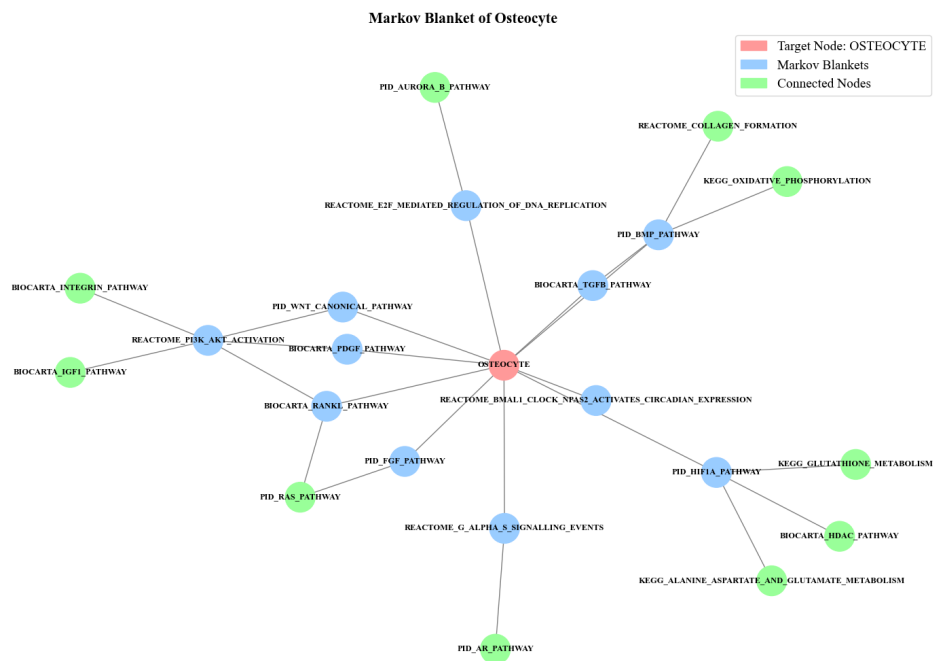 Markov Blanket of Osteocyte
Target Node: OSTEOCYTE
Markov Blankets
Connected Nodes
PID_AURORA_B_PATHWAY
REACTOME_COLLAGEN_FORMATION
KEGG_OXIDATIVE_PHOSPHORYLATION
REACTOME_E2F_MEDIATED_REGULATION_OF_DNA_REPLICATION
PID_BMP_PATHWAY
BIOCARTA_TGFB_PATHWAY
BIOCARTA_INTEGRIN_PATHWAY
PID_WNT_CANONICAL_PATHWAY
REACTOME_PI3K_AKT_ACTIVATION
BIOCARTA_PDGF_PATHWAY
OSTEOCYTE
BIOCARTA_IGF1_PATHWAY
REACTOME_BMAL1_CLOCK_NPAS2_ACTIVATES_CIRCADIAN_EXPRESSION
BIOCARTA_RANKL_PATHWAY
PID_FGF_PATHWAY
KEGG_GLUTATHIONE_METABOLISM
PID_HIF1A_PATHWAY
PID_RAS_PATHWAY
REACTOME_G_ALPHA_S_SIGNALLING_EVENTS
BIOCARTA_HDAC_PATHWAY
KEGG_ALANINE_ASPARTATE_AND_GLUTAMATE_METABOLISM
PID_AR_PATHWAY